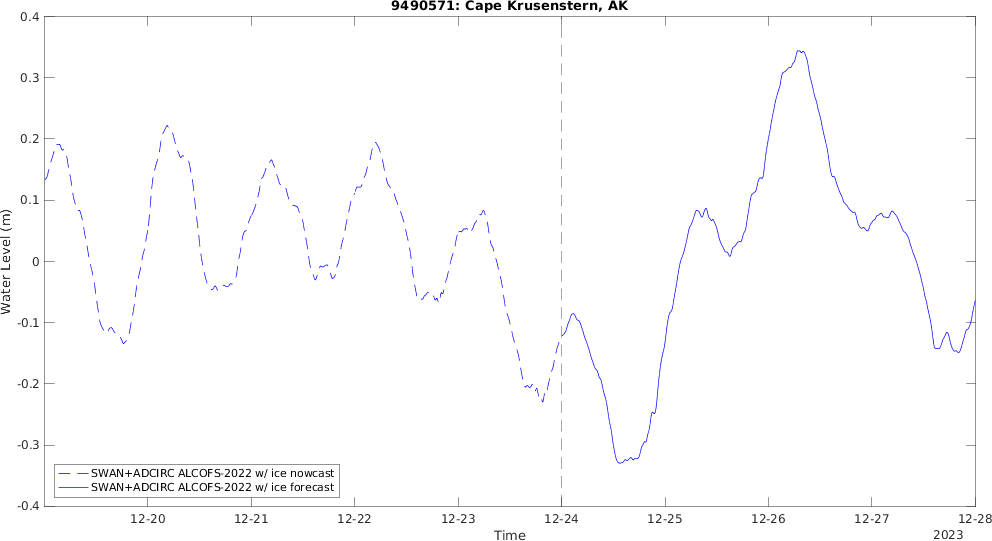 9490571: Cape Krusenstern, AK
0.4
0.3
0.2
0.1
0
-0.1
-0.2
-0.3
-0.4
Water Level (m)
SWAN+ADCIRC ALCOFS-2022 w/ ice nowcast
SWAN+ADCIRC ALCOFS-2022 w/ ice forecast
12-20 12-21 12-22 12-23 12-24 12-25 12-26 12-27 12-28
Time
2023